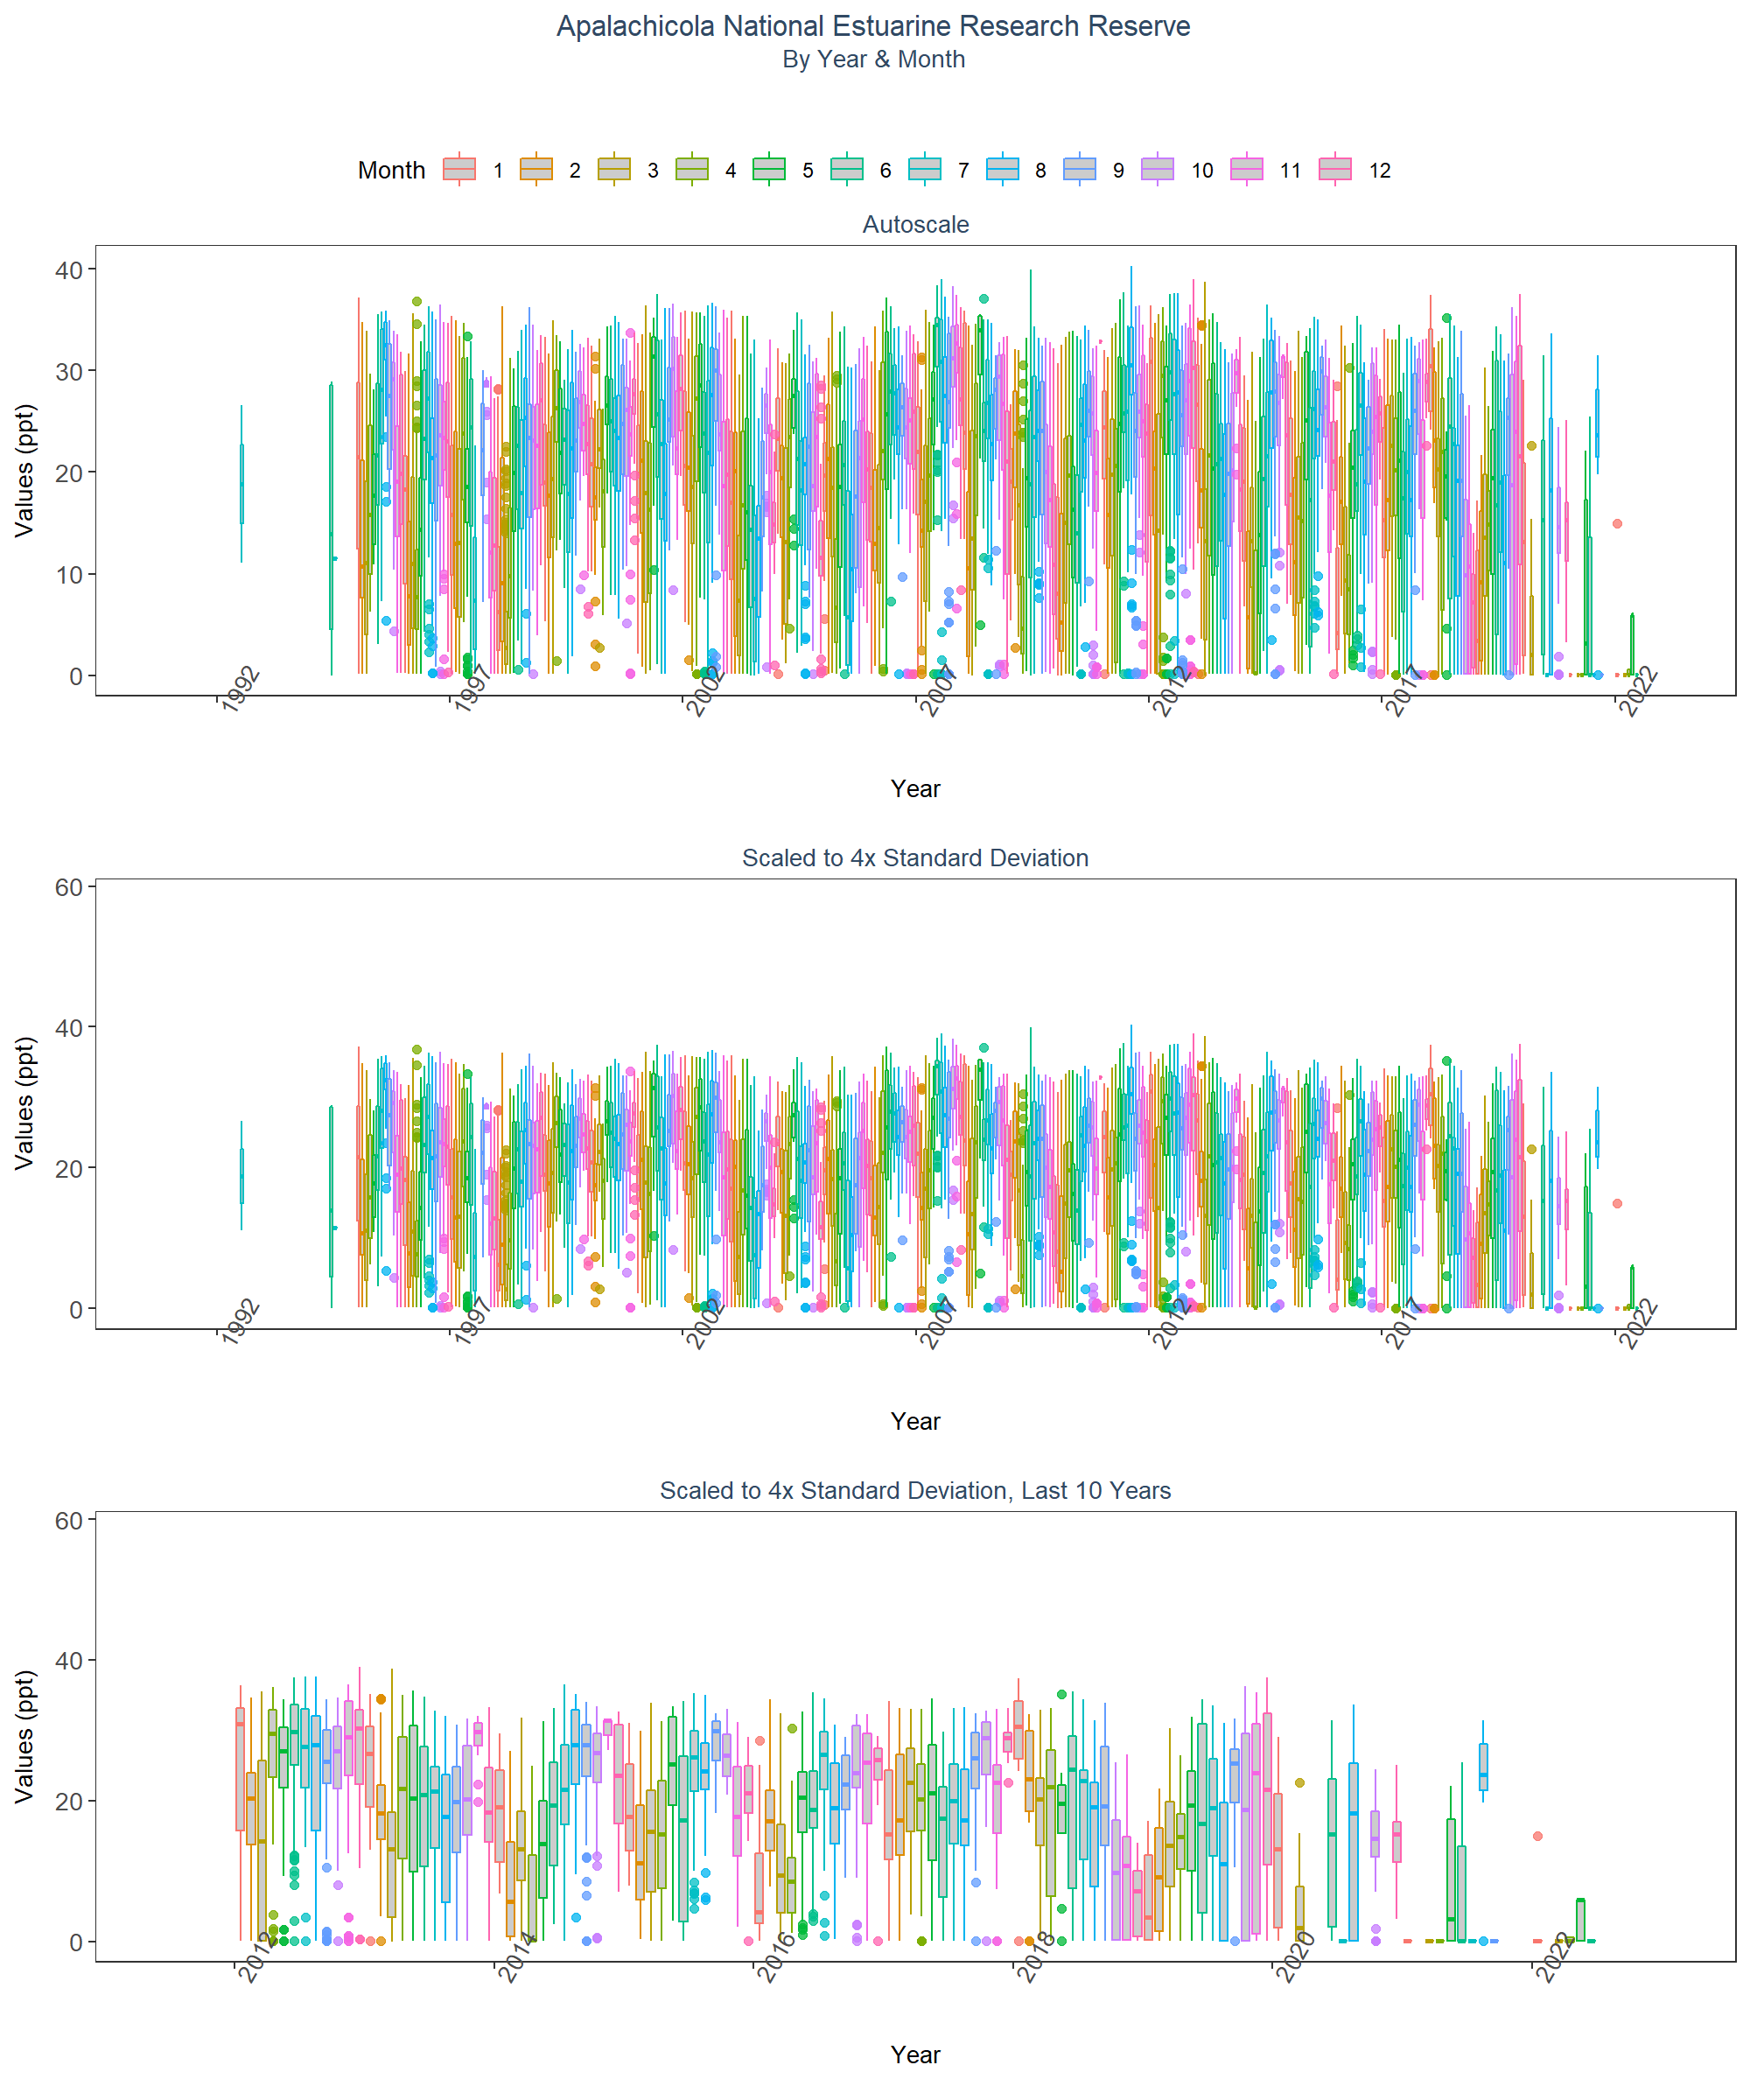 Apalachicola National Estuarine Research Reserve
By Year & Month
Month 1 2 3 4 5 6 7 8 9 10 11 12
Autoscale
Values (ppt)
40
30
20
10
0
1992 1997 2002 2007 2012 2017 2022
Year
Scaled to 4x Standard Deviation
Values (ppt)
60
40
20
0
1992 1997 2002 2007 2012 2017 2022
Year
Scaled to 4x Standard Deviation, Last 10 Years
Values (ppt)
60
40
20
0
2012 2014 2016 2018 2020 2022
Year